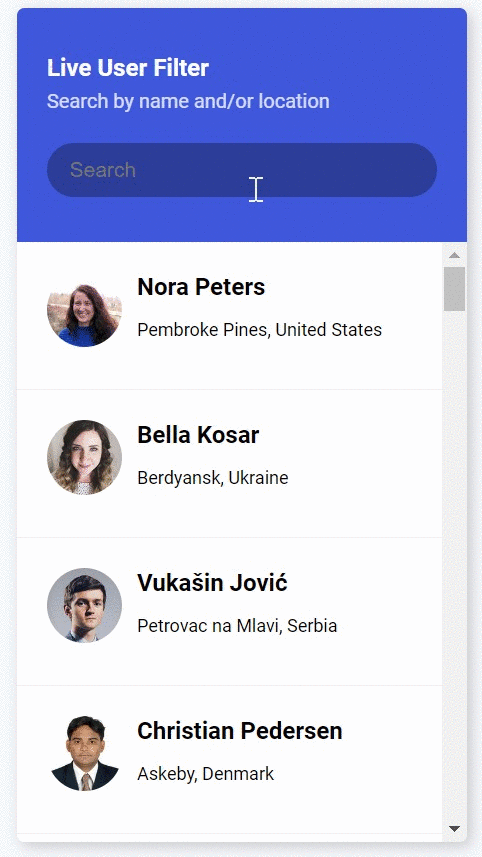 Live User Filter
Search by name and/or location
Search
Nora Peters
Pembroke Pines, United States
Bella Kosar
Berdyansk, Ukraine
Vukašin Jović
Petrovac na Mlavi, Serbia
Christian Pedersen
Askeby, Denmark